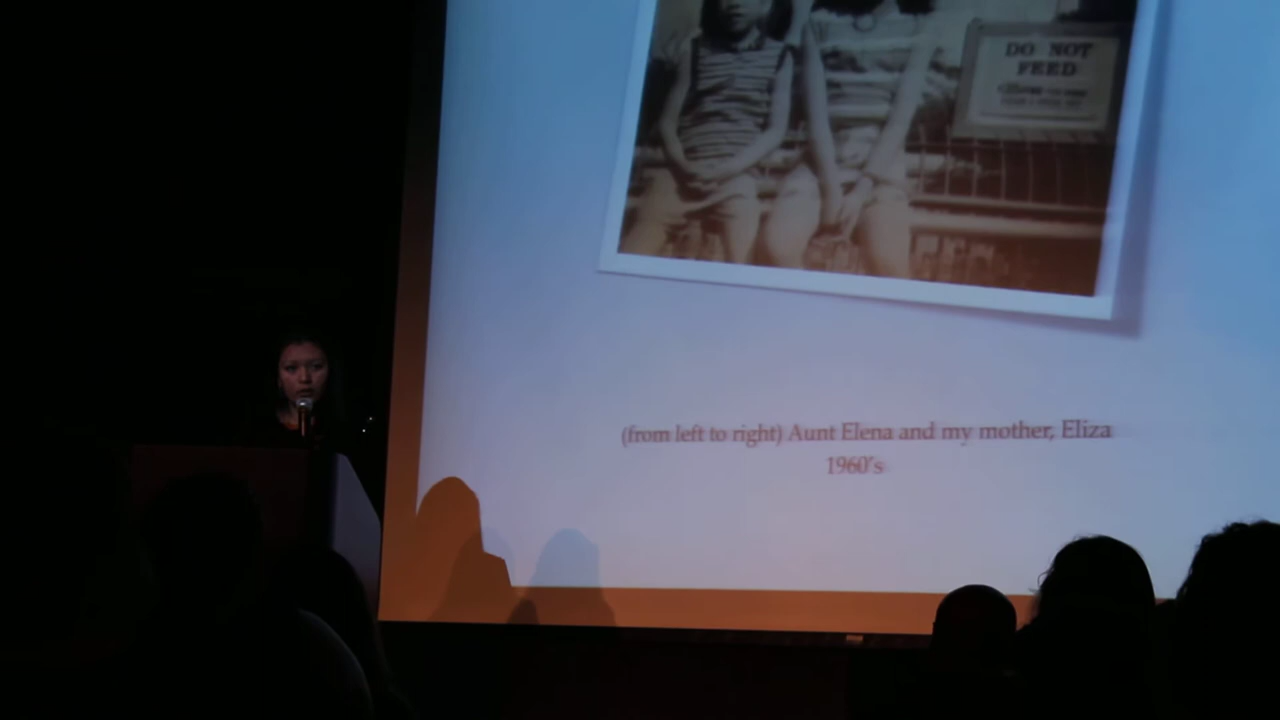 DO NOT
FEED
(from left to right) Aunt Elena and my mother, Eliza
1960's